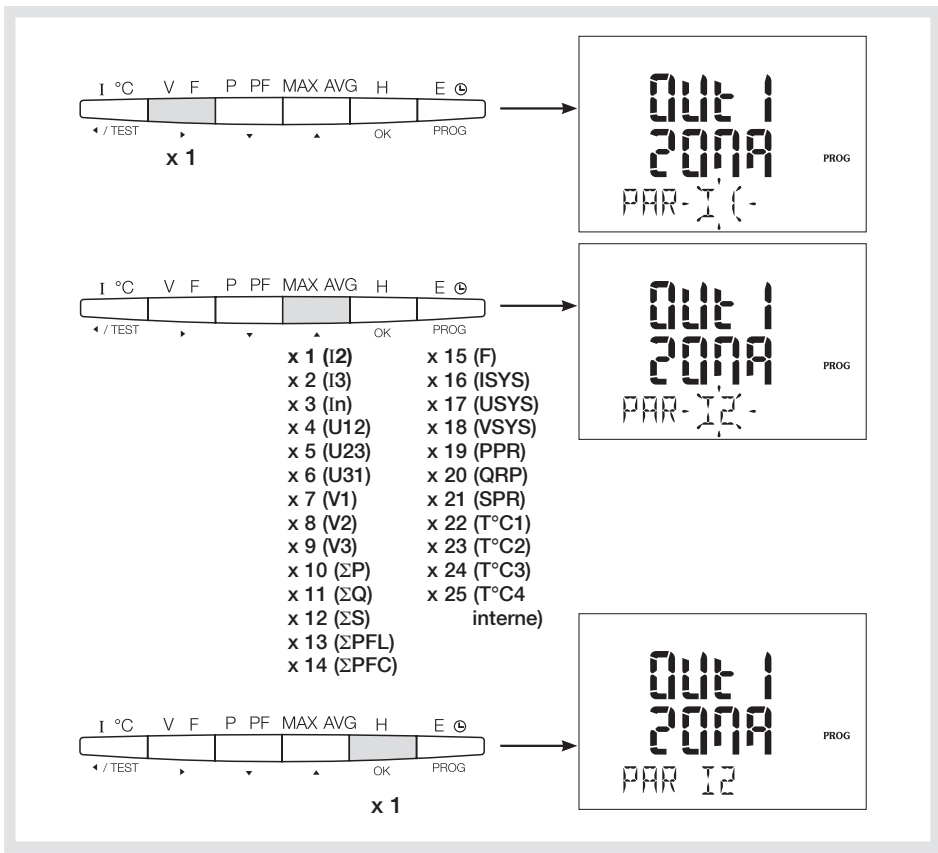 I °C V F P PF MAX AVG H E
/ TEST OK PROG
x 1
Out 1
20mA
PROG
PAR-I1-
I °C V F P PF MAX AVG H E
/ TEST OK PROG
x 1 (I2)
x 2 (I3)
x 3 (In)
x 4 (U12)
x 5 (U23)
x 6 (U31)
x 7 (V1)
x 8 (V2)
x 9 (V3)
x 10 (ΣP)
x 11 (ΣQ)
x 12 (ΣS)
x 13 (ΣPFL)
x 14 (ΣPFC)
x 15 (F)
x 16 (ISYS)
x 17 (USYS)
x 18 (VSYS)
x 19 (PPR)
x 20 (QRP)
x 21 (SPR)
x 22 (T°C1)
x 23 (T°C2)
x 24 (T°C3)
x 25 (T°C4
interne)
Out 1
20mA
PROG
PAR-I2-
I °C V F P PF MAX AVG H E
/ TEST OK PROG
x 1
Out 1
20mA
PROG
PAR I2